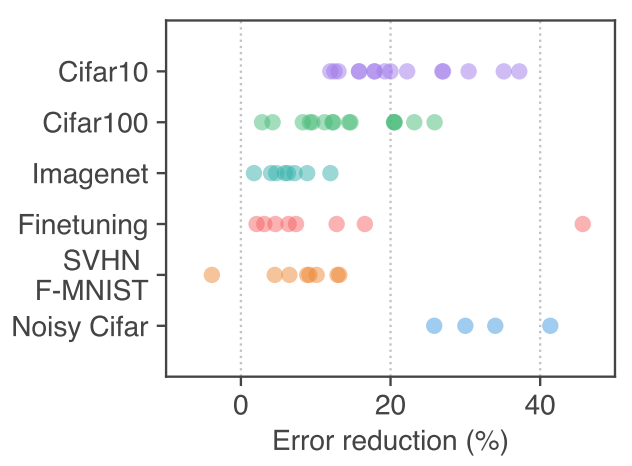 Cifar10
Cifar100
Imagenet
Finetuning
SVHN
F-MNIST
Noisy Cifar
0 20 40
Error reduction (%)